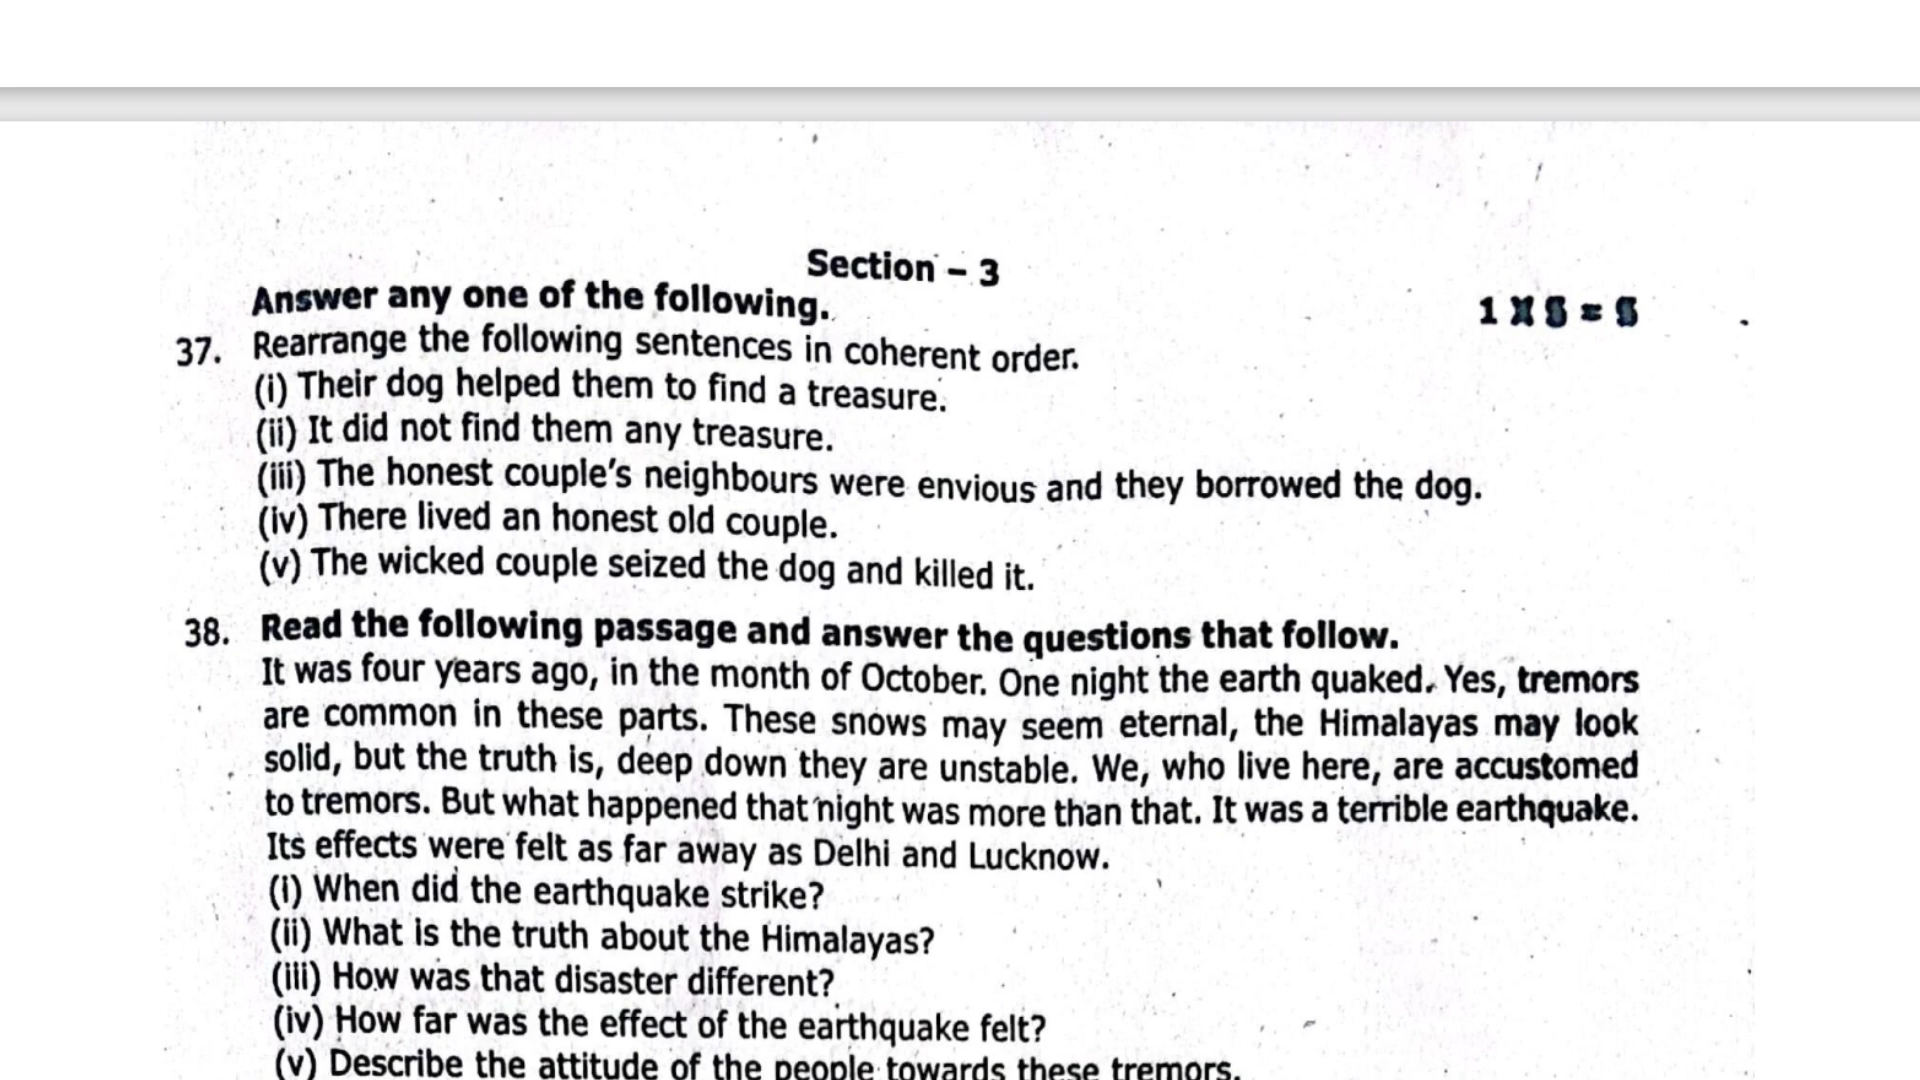 Section - 3
Answer any one of the following.
1 X 5 = 5
37. Rearrange the following sentences in coherent order.
(i) Their dog helped them to find a treasure.
(ii) It did not find them any treasure.
(iii) The honest couple's neighbours were envious and they borrowed the dog.
(iv) There lived an honest old couple.
(v) The wicked couple seized the dog and killed it.
38. Read the following passage and answer the questions that follow.
It was four years ago, in the month of October. One night the earth quaked. Yes, tremors
are common in these parts. These snows may seem eternal, the Himalayas may look
solid, but the truth is, deep down they are unstable. We, who live here, are accustomed
to tremors. But what happened that night was more than that. It was a terrible earthquake.
Its effects were felt as far away as Delhi and Lucknow.
(i) When did the earthquake strike?
(ii) What is the truth about the Himalayas?
(iii) How was that disaster different?
(iv) How far was the effect of the earthquake felt?
(v) Describe the attitude of the people towards these tremors.